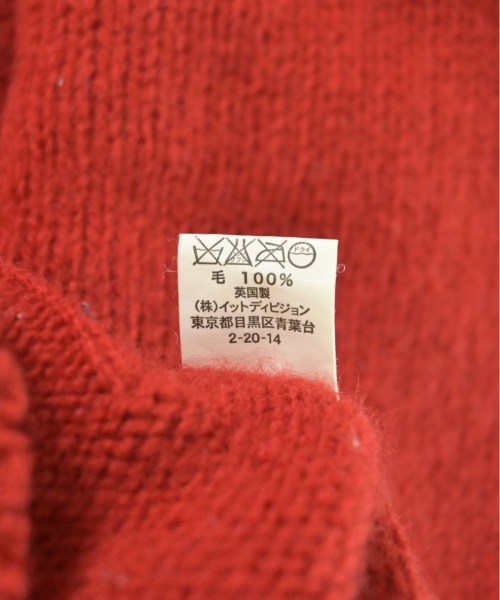 ドライ
毛 100%
英国製
(株)イットディビジョン
東京都目黒区青葉台
2-20-14